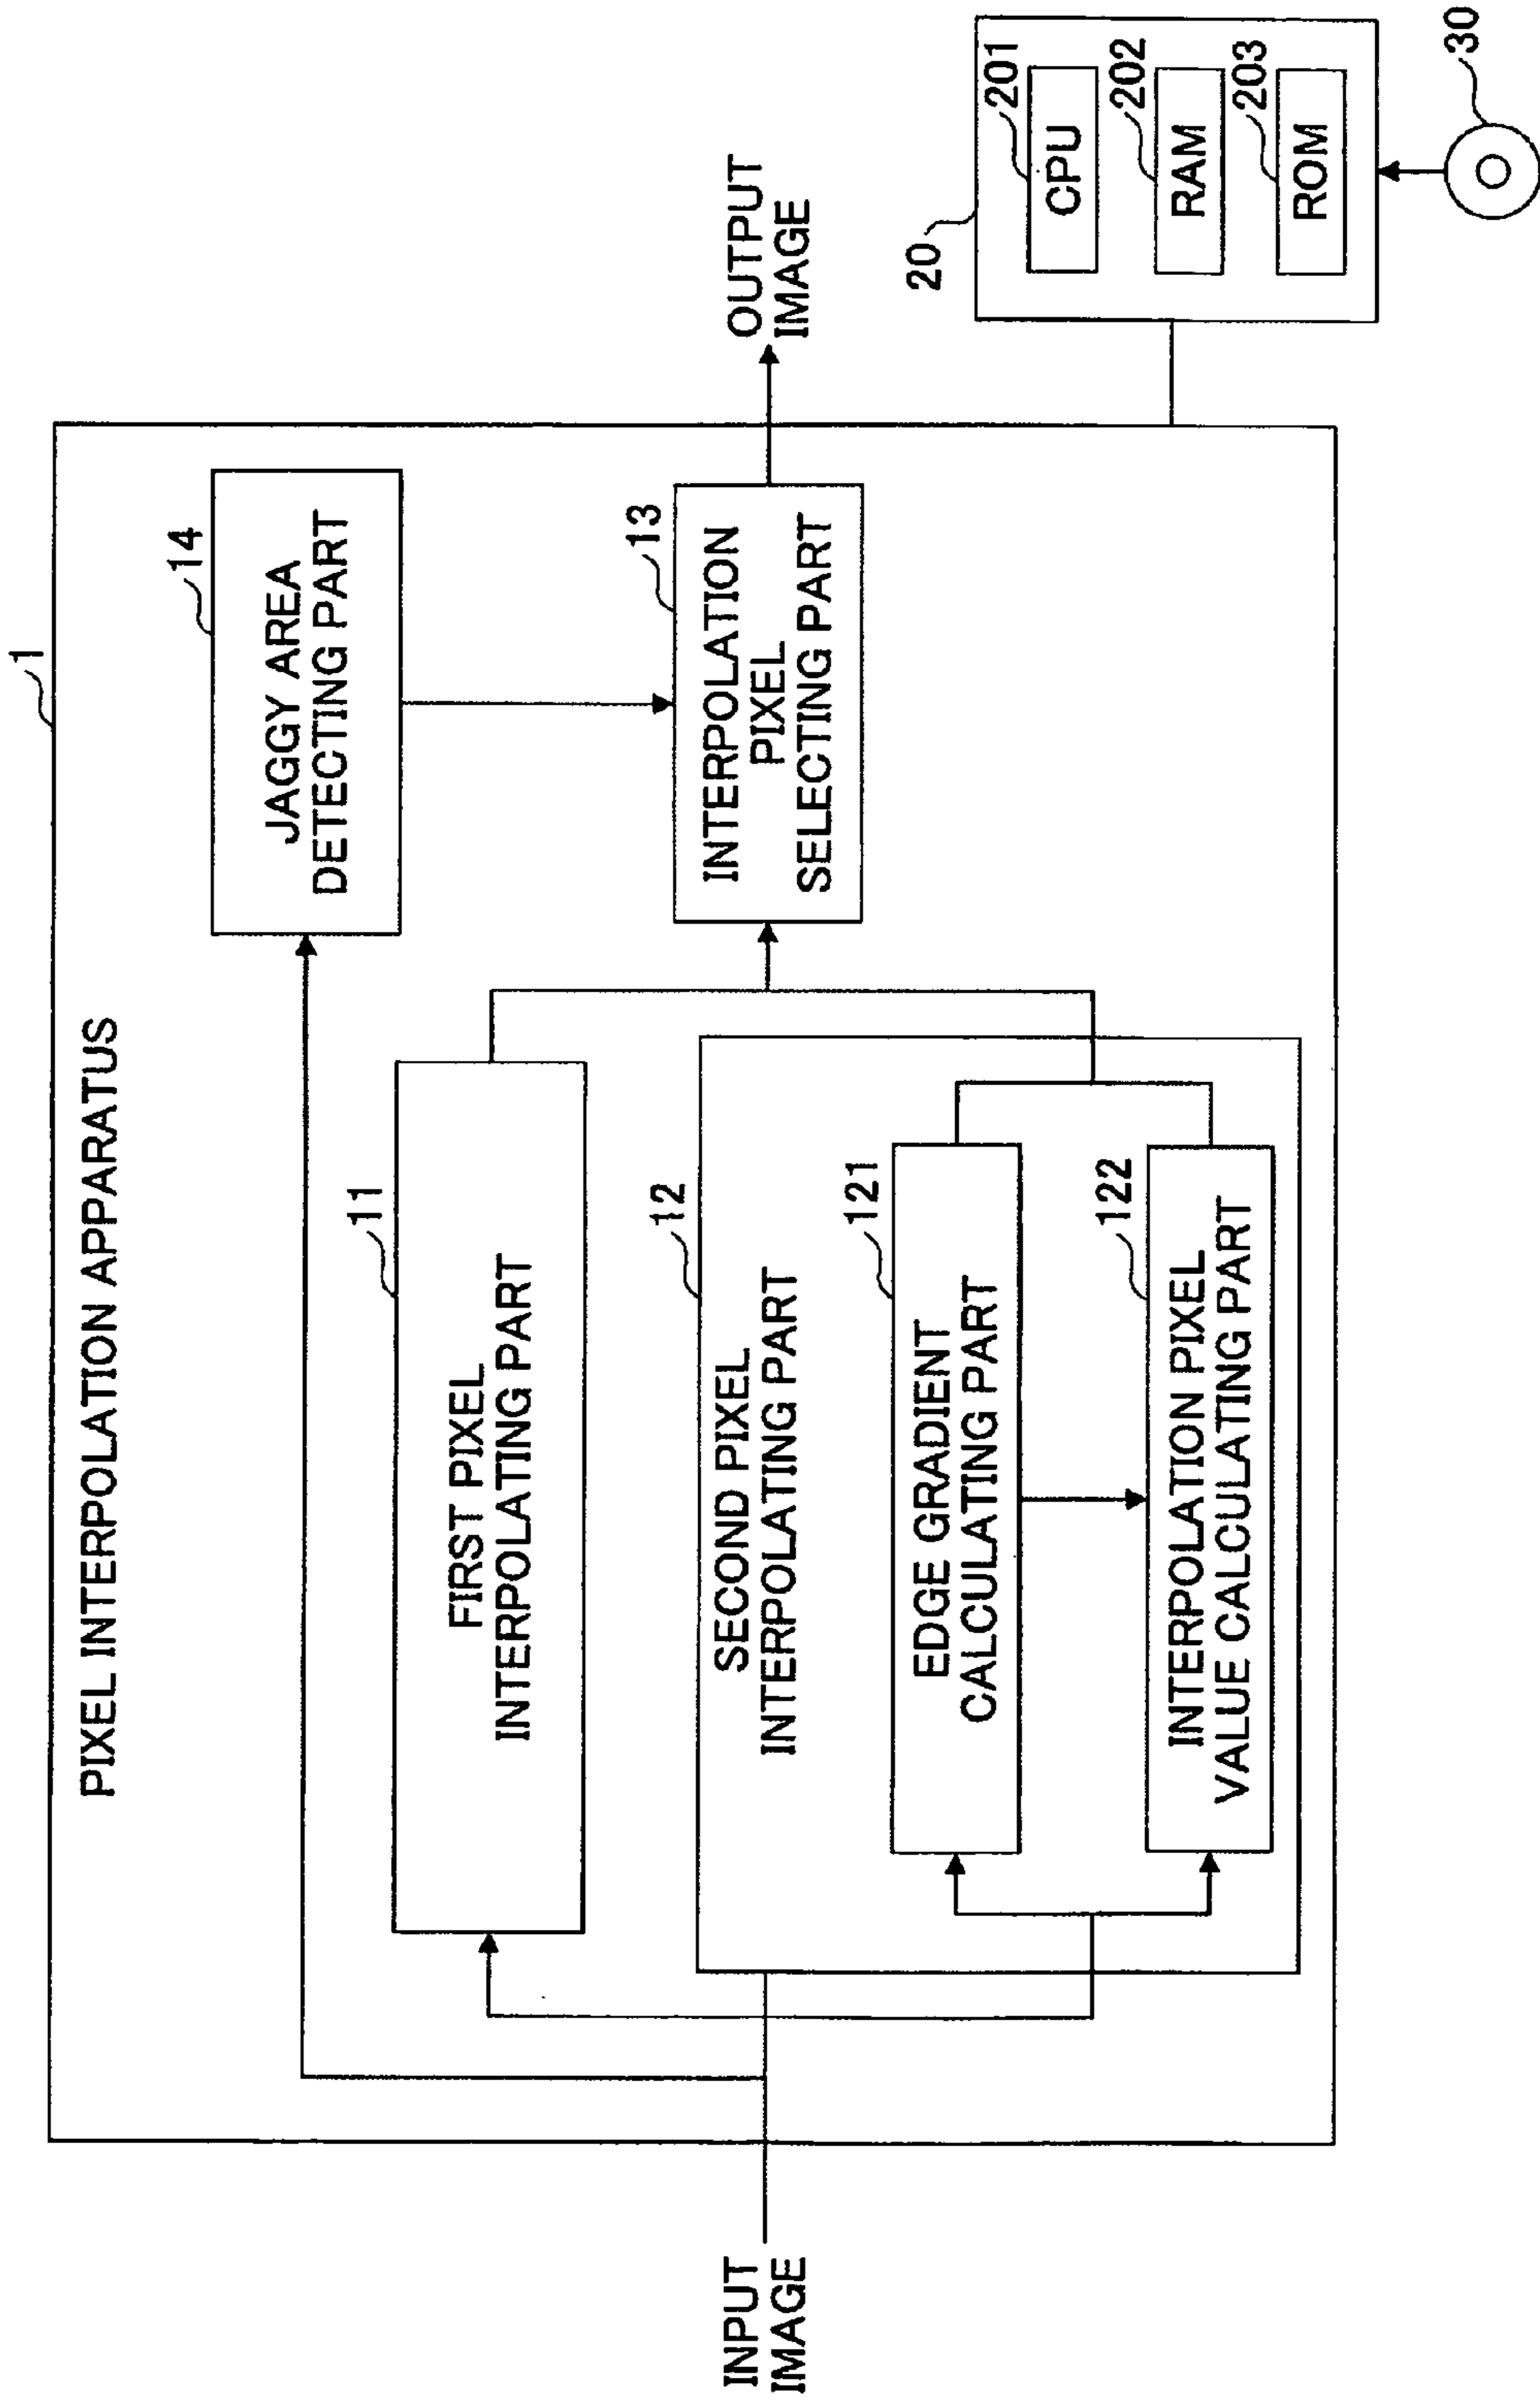 1
PIXEL INTERPOLATION APPARATUS
14
JAGGY AREA
DETECTING PART
11
FIRST PIXEL
INTERPOLATING PART
13
INTERPOLATION
PIXEL
SELECTING PART
12
SECOND PIXEL
INTERPOLATING PART
121
EDGE GRADIENT
CALCULATING PART
122
INTERPOLATION PIXEL
VALUE CALCULATING PART
INPUT
IMAGE
OUTPUT
IMAGE
20
201
CPU
202
RAM
203
ROM
30